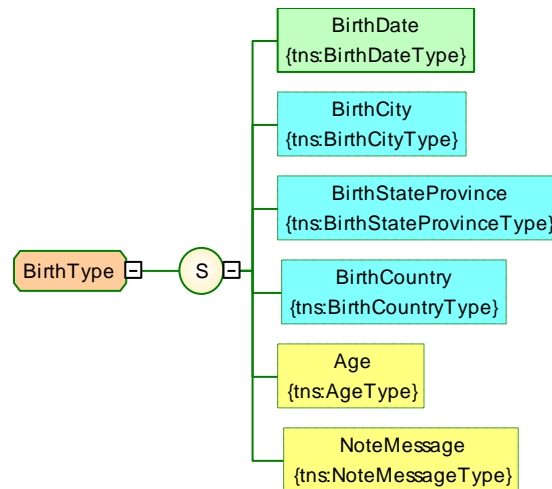 BirthDate
{tns:BirthDateType}
BirthCity
{tns:BirthCityType}
BirthStateProvince
{tns:BirthStateProvinceType}
BirthType
S
BirthCountry
{tns:BirthCountryType}
Age
{tns:AgeType}
NoteMessage
{tns:NoteMessageType}